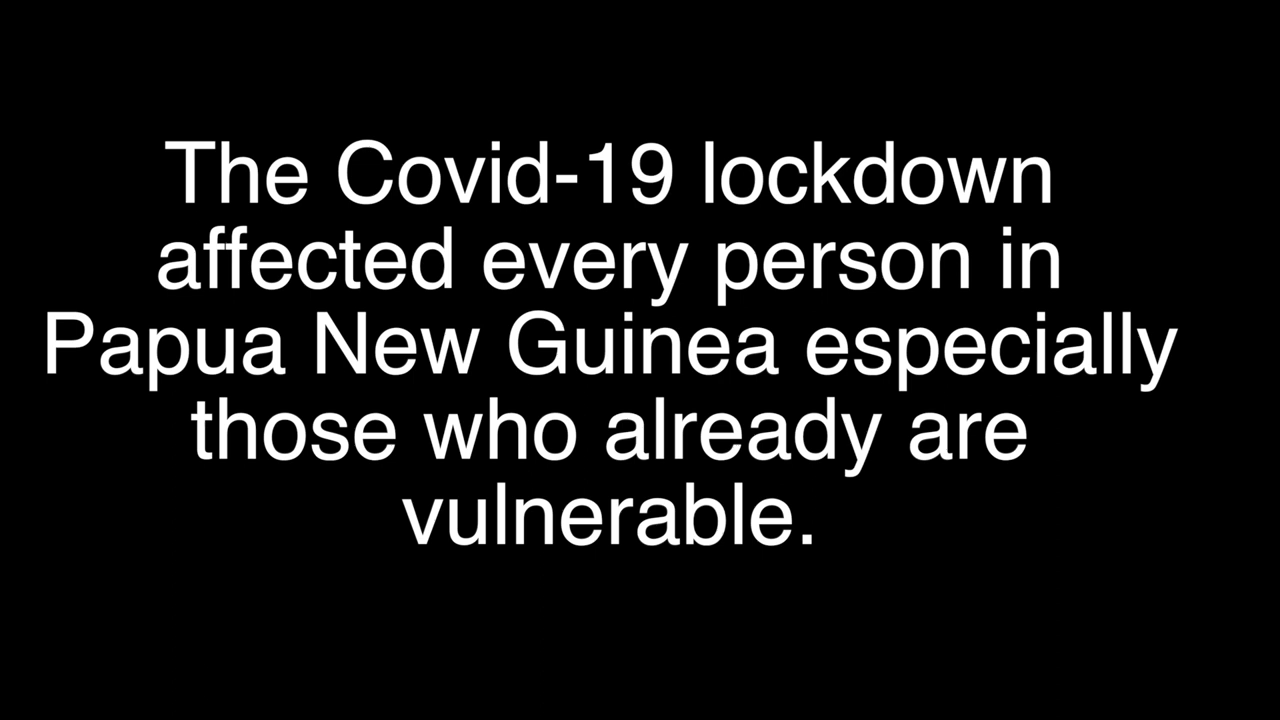 The Covid-19 lockdown
affected every person in
Papua New Guinea especially
those who already are
vulnerable.